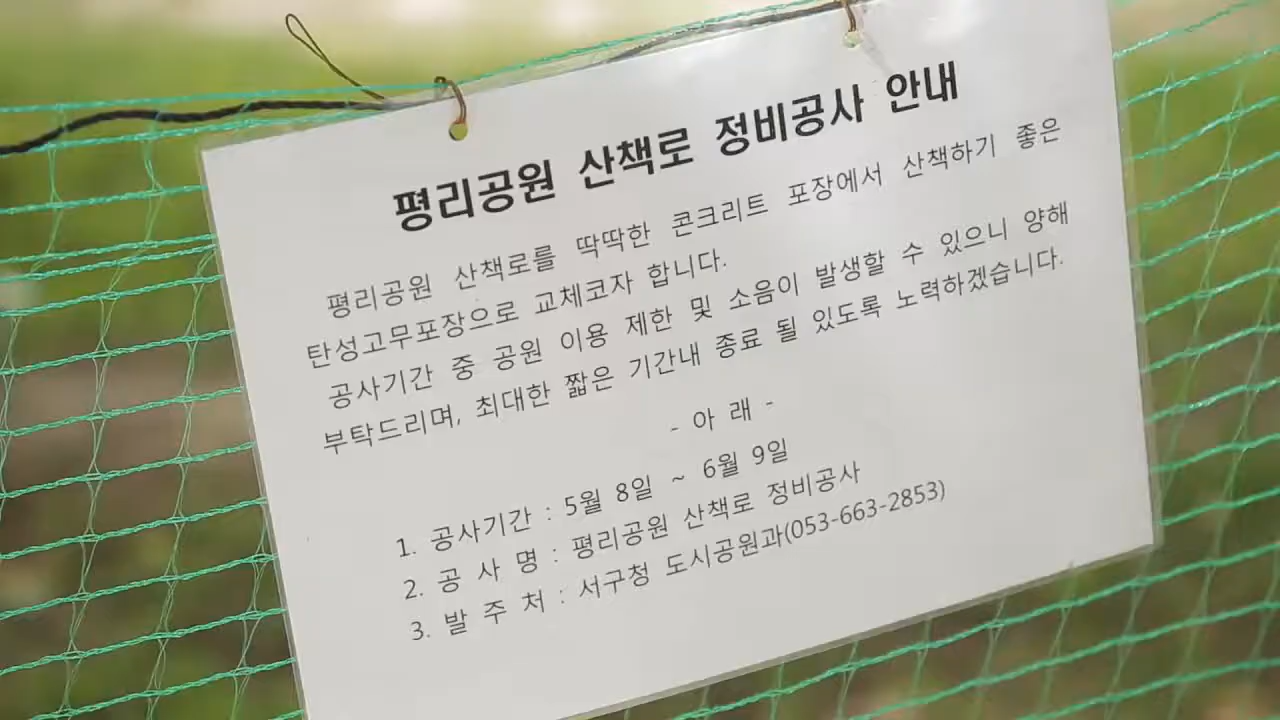 평리공원 산책로 정비공사 안내
평리공원 산책로를 딱딱한 콘크리트 포장에서 산책하기 좋은
탄성고무포장으로 교체코자 합니다.
공사기간 중 공원 이용 제한 및 소음이 발생할 수 있으니 양해
부탁드리며, 최대한 짧은 기간내 종료 될 있도록 노력하겠습니다.
- 아 래 -
1. 공사기간 : 5월 8일 ~ 6월 9일
2. 공 사 명 : 평리공원 산책로 정비공사
3. 발 주 처 : 서구청 도시공원과(053-663-2853)